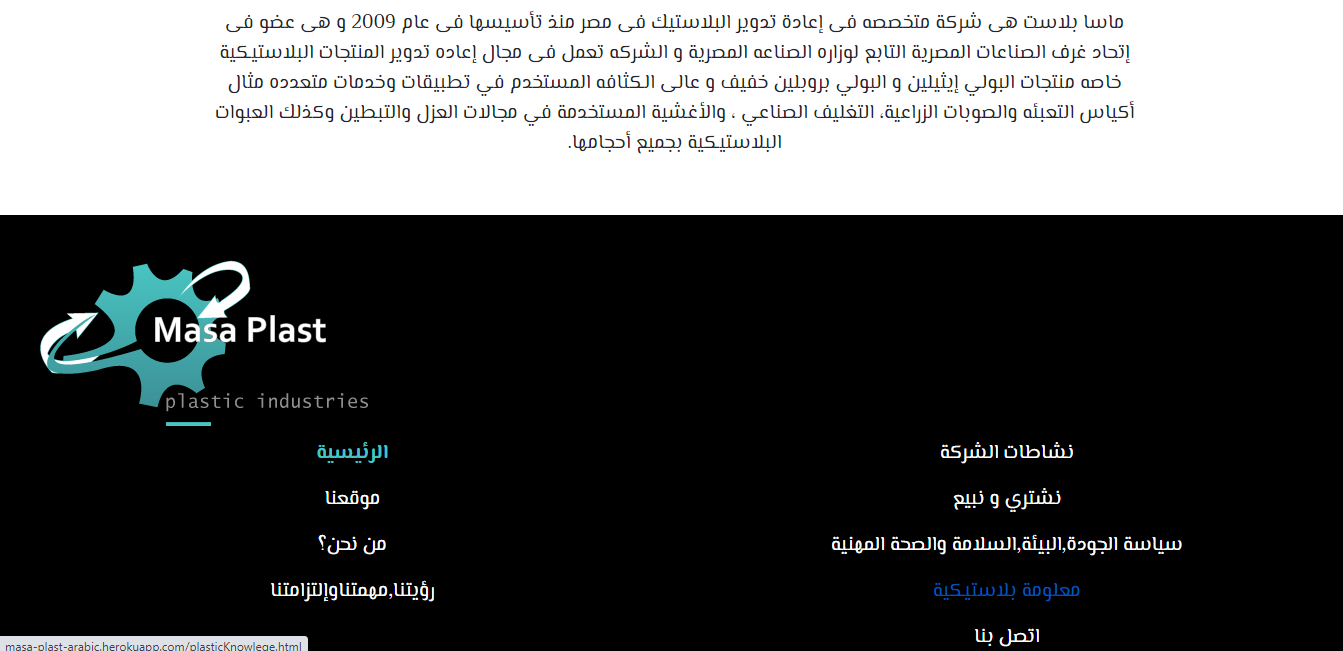 ماسا بلاست هى شركة متخصصه فى إعادة تدوير البلاستيك فى مصر منذ تأسيسها فى عام 2009 و هى عضو فى
إتحاد غرف الصناعات المصرية التابع لوزاره الصناعه المصرية و الشركه تعمل فى مجال إعاده تدوير المنتجات البلاستيكية
خاصه منتجات البولي إيثيلين و البولي بروبلين خفيف و عالى الكثافه المستخدم في تطبيقات وخدمات متعدده مثال
أكياس التعبئه والصوبات الزراعية، التغليف الصناعي ، والأغشية المستخدمة في مجالات العزل والتبطين وكذلك العبوات
البلاستيكية بجميع أحجامها.
Masa Plast
plastic industries
نشاطات الشركة
نشتري و نبيع
سياسة الجودة,البيئة,السلامة والصحة المهنية
معلومة بلاستيكية
اتصل بنا
الرئيسية
موقعنا
من نحن؟
رؤيتنا,مهمتناوإلتزامتنا
masa-plast-arabic.herokuapp.com/plasticKnowlege.html